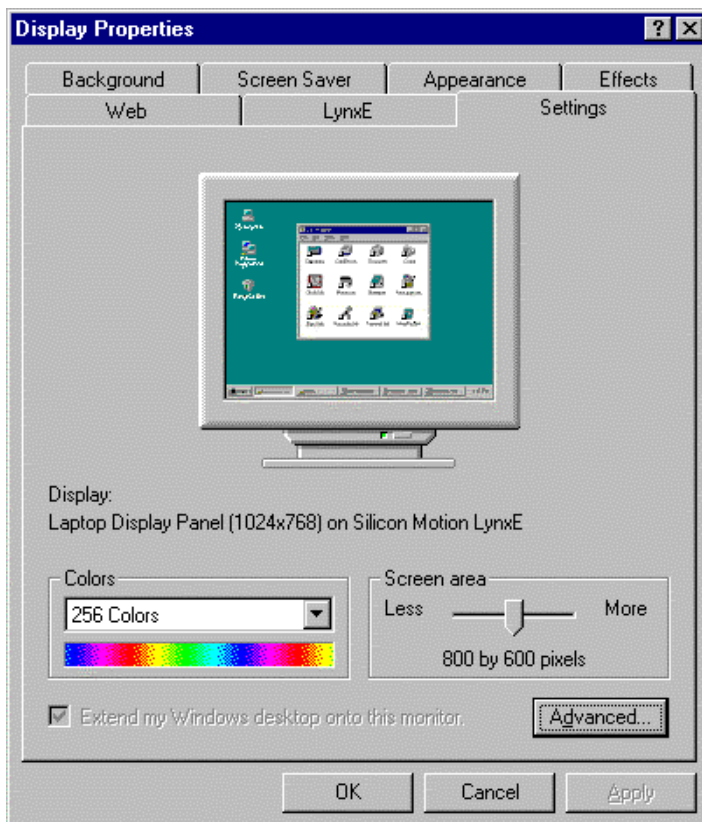 Display Properties
Background Screen Saver Appearance Effects
Web LynxE Settings
Display:
Laptop Display Panel (1024x768) on Silicon Motion LynxE
Colors
256 Colors
Screen area
Less More
800 by 600 pixels
Extend my Windows desktop onto this monitor.
Advanced...
OK Cancel Apply